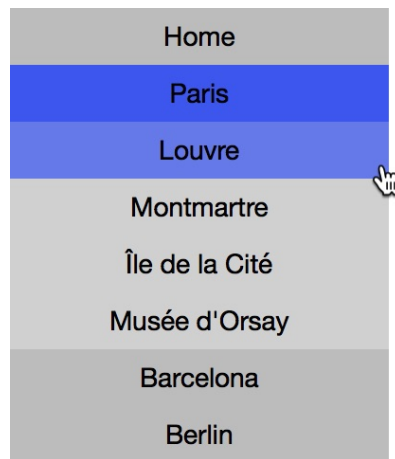 Home
Paris
Louvre
Montmartre
Île de la Cité
Musée d'Orsay
Barcelona
Berlin